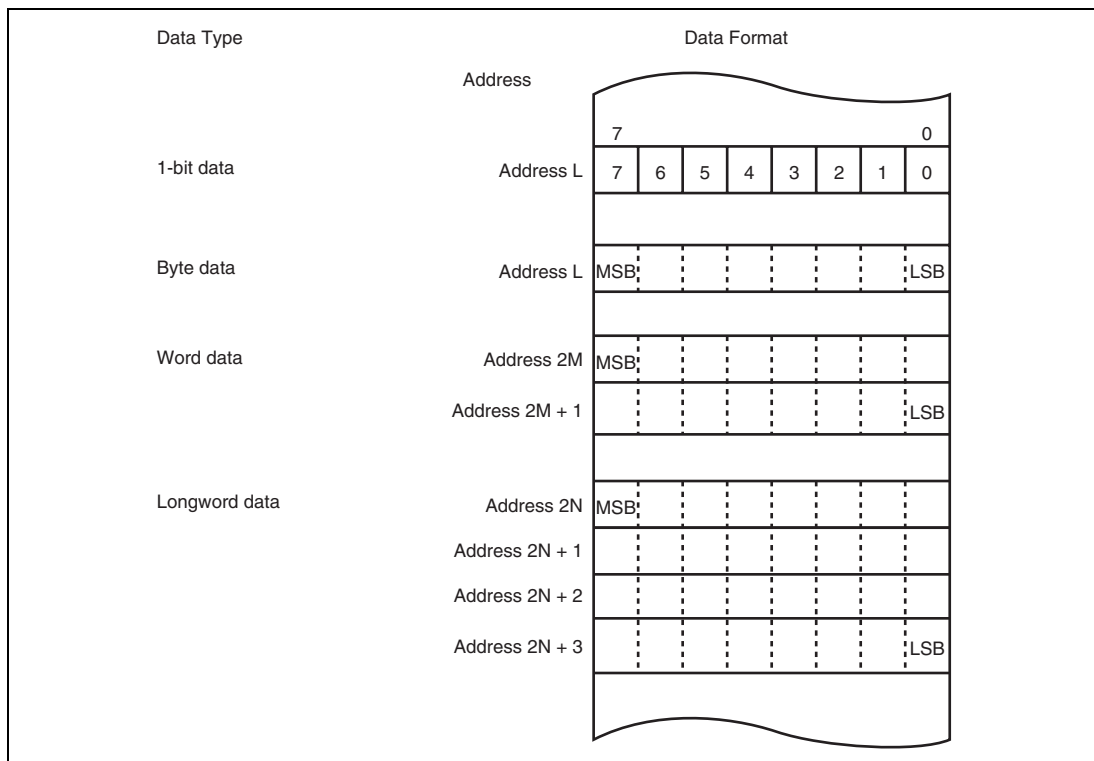 Data Type Data Format
Address
7 0
1-bit data Address L 7 6 5 4 3 2 1 0
Byte data Address L MSB LSB
Word data Address 2M MSB
Address 2M + 1 LSB
Longword data Address 2N MSB
Address 2N + 1
Address 2N + 2
Address 2N + 3 LSB